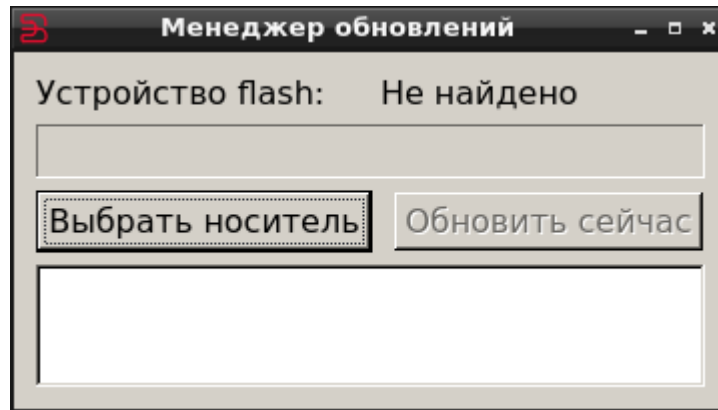 Менеджер обновлений
Устройство flash: Не найдено
Выбрать носитель Обновить сейчас